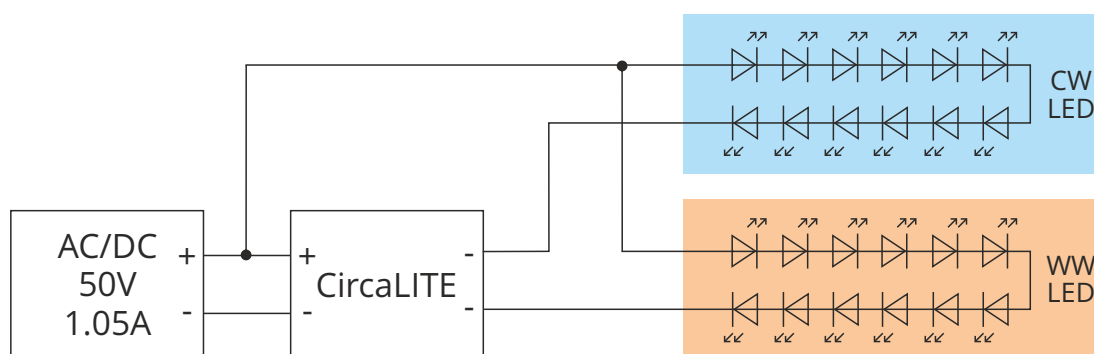 AC/DC
50V
1.05A
+
-
+
-
CircaLITE
-
-
CW
LED
WW
LED